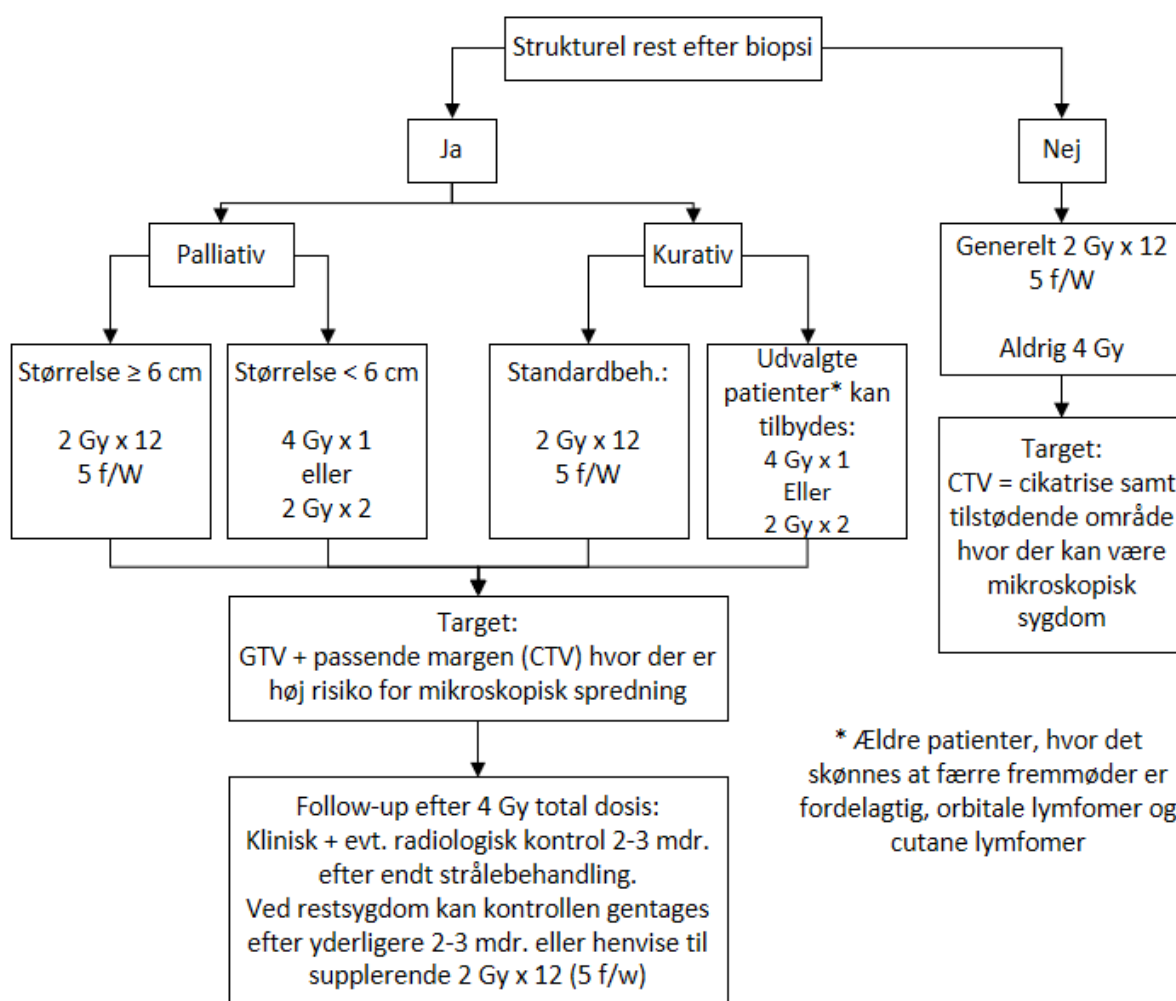 Strukturel rest efter biopsi
Ja
Nej
Palliativ
Kurativ
Generelt 2 Gy x 12
5 f/W
Aldrig 4 Gy
Størrelse ≥ 6 cm
2 Gy x 12
5 f/W
Størrelse < 6 cm
4 Gy x 1
eller
2 Gy x 2
Standardbeh.:
2 Gy x 12
5 f/W
Udvalgte
patienter* kan
tilbydes:
4 Gy x 1
Eller
2 Gy x 2
Target:
CTV = cikatrise samt
tilstødende område
hvor der kan være
mikroskopisk
sygdom
Target:
GTV + passende margen (CTV) hvor der er
høj risiko for mikroskopisk spredning
Follow-up efter 4 Gy total dosis:
Klinisk + evt. radiologisk kontrol 2-3 mdr.
efter endt strålebehandling.
Ved restsygdom kan kontrollen gentages
efter yderligere 2-3 mdr. eller henvise til
supplerende 2 Gy x 12 (5 f/w)
* Ældre patienter, hvor det
skønnes at færre fremmøder er
fordelagtig, orbitale lymfomer og
cutane lymfomer